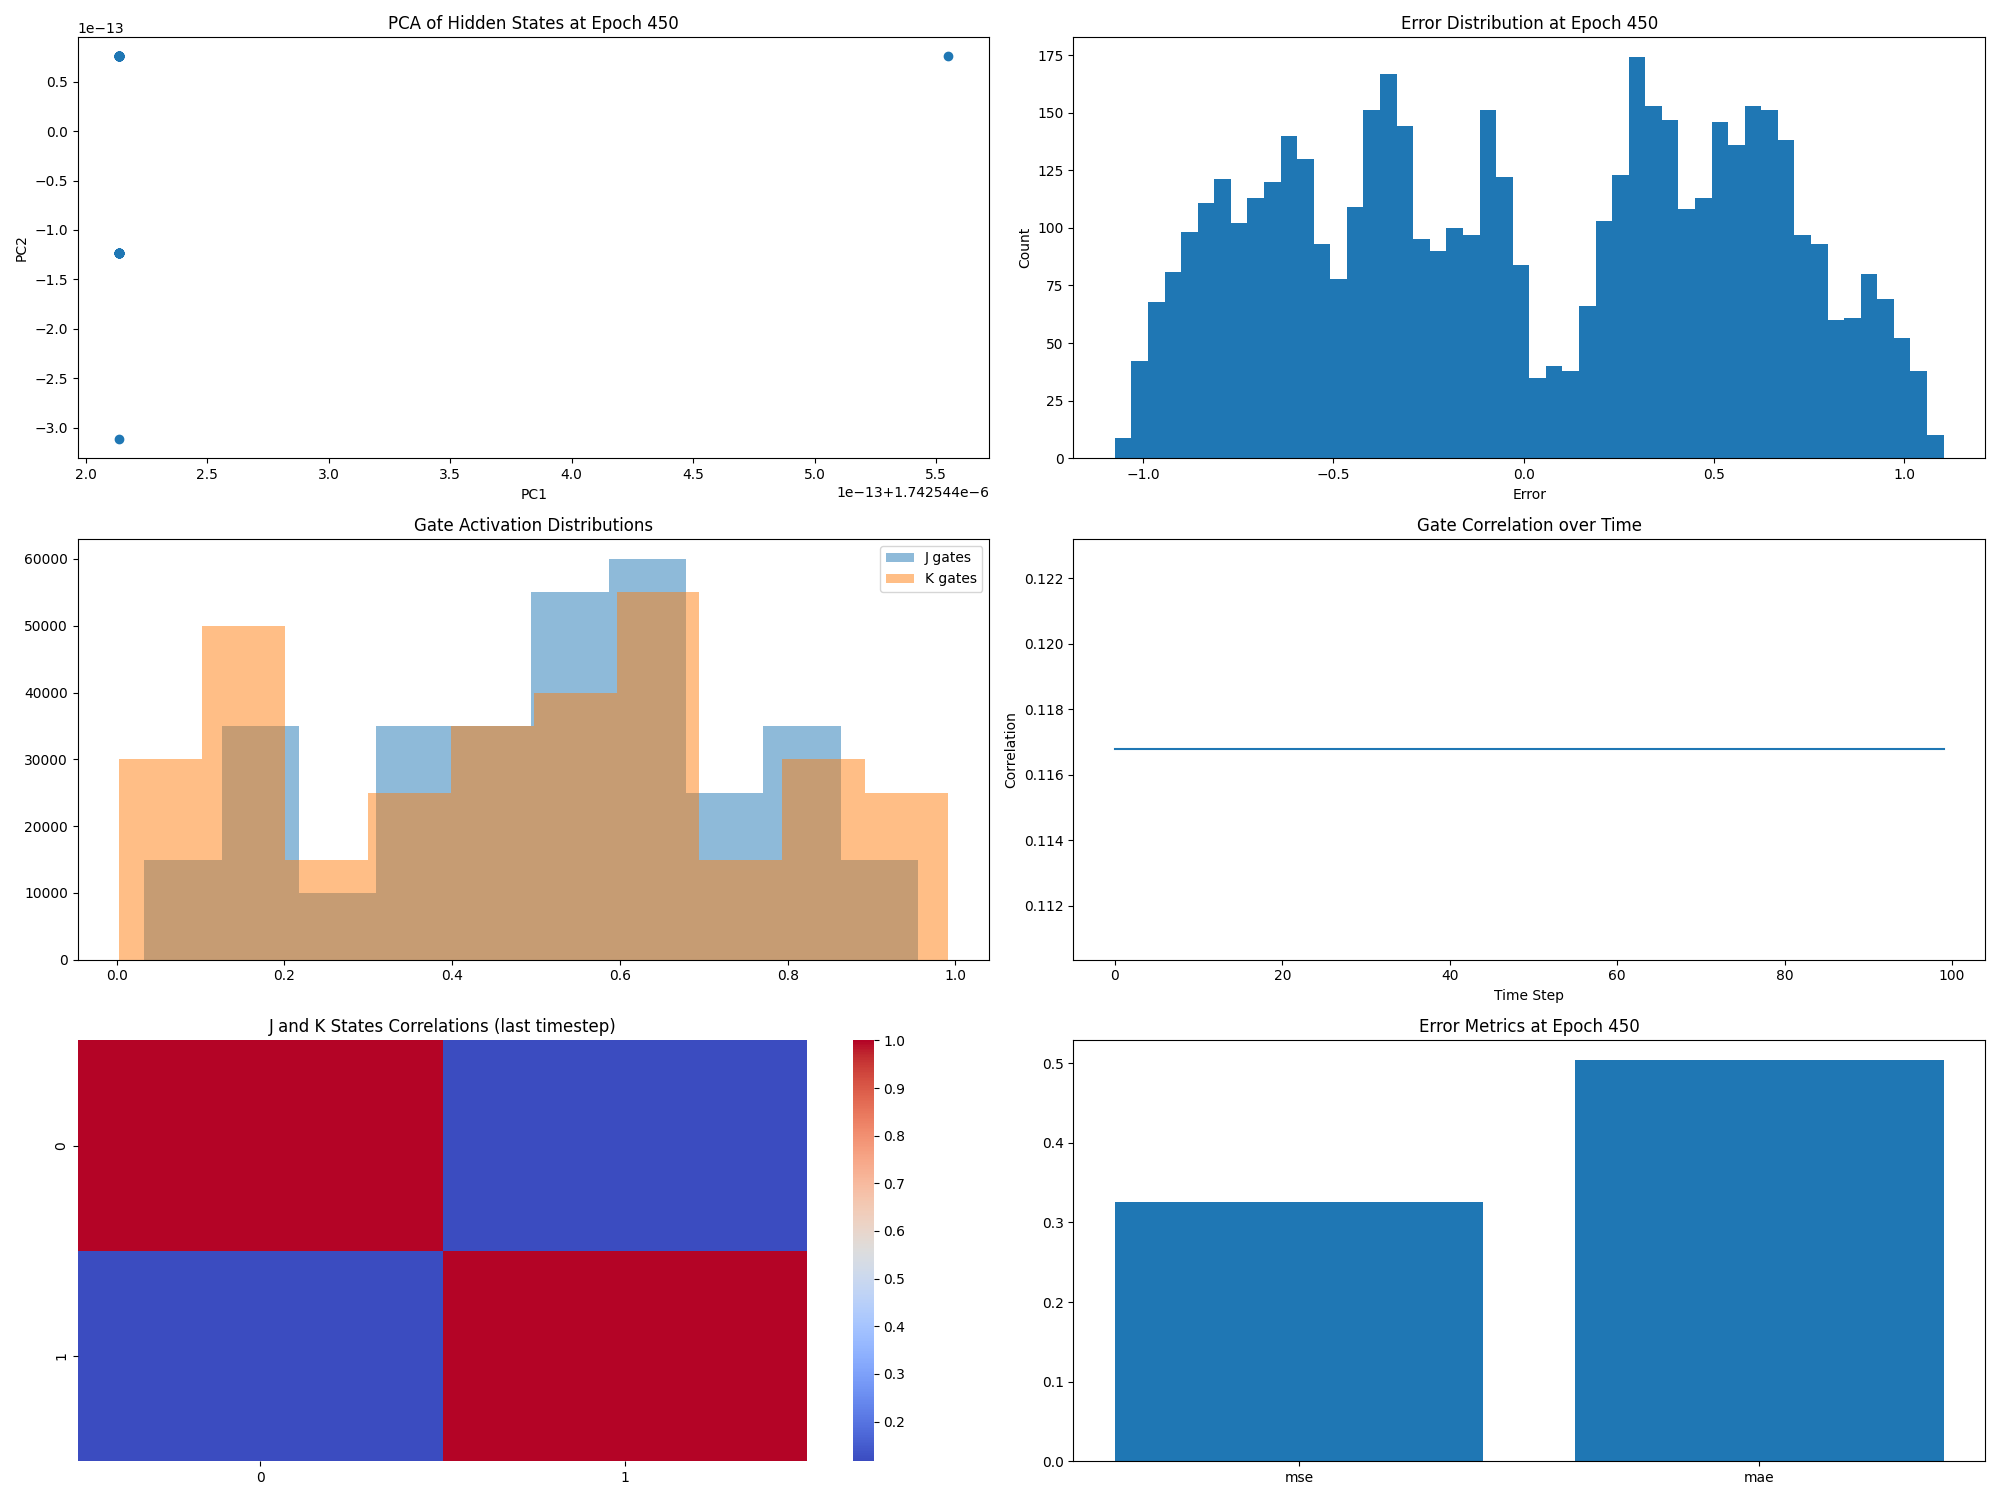 PCA of Hidden States at Epoch 450
1e−13
0.5
0.0
−0.5
−1.0
−1.5
−2.0
−2.5
−3.0
PC2
2.0 2.5 3.0 3.5 4.0 4.5 5.0 5.5
PC1
1e−13+1.742544e−6
Error Distribution at Epoch 450
175
150
125
100
75
50
25
0
Count
−1.0 −0.5 0.0 0.5 1.0
Error
Gate Activation Distributions
J gates
K gates
60000
50000
40000
30000
20000
10000
0
0.0 0.2 0.4 0.6 0.8 1.0
Gate Correlation over Time
0.122
0.120
0.118
0.116
0.114
0.112
Correlation
0 20 40 60 80 100
Time Step
J and K States Correlations (last timestep)
0
1
0 1
1.0
0.9
0.8
0.7
0.6
0.5
0.4
0.3
0.2
Error Metrics at Epoch 450
0.5
0.4
0.3
0.2
0.1
0.0
mse mae